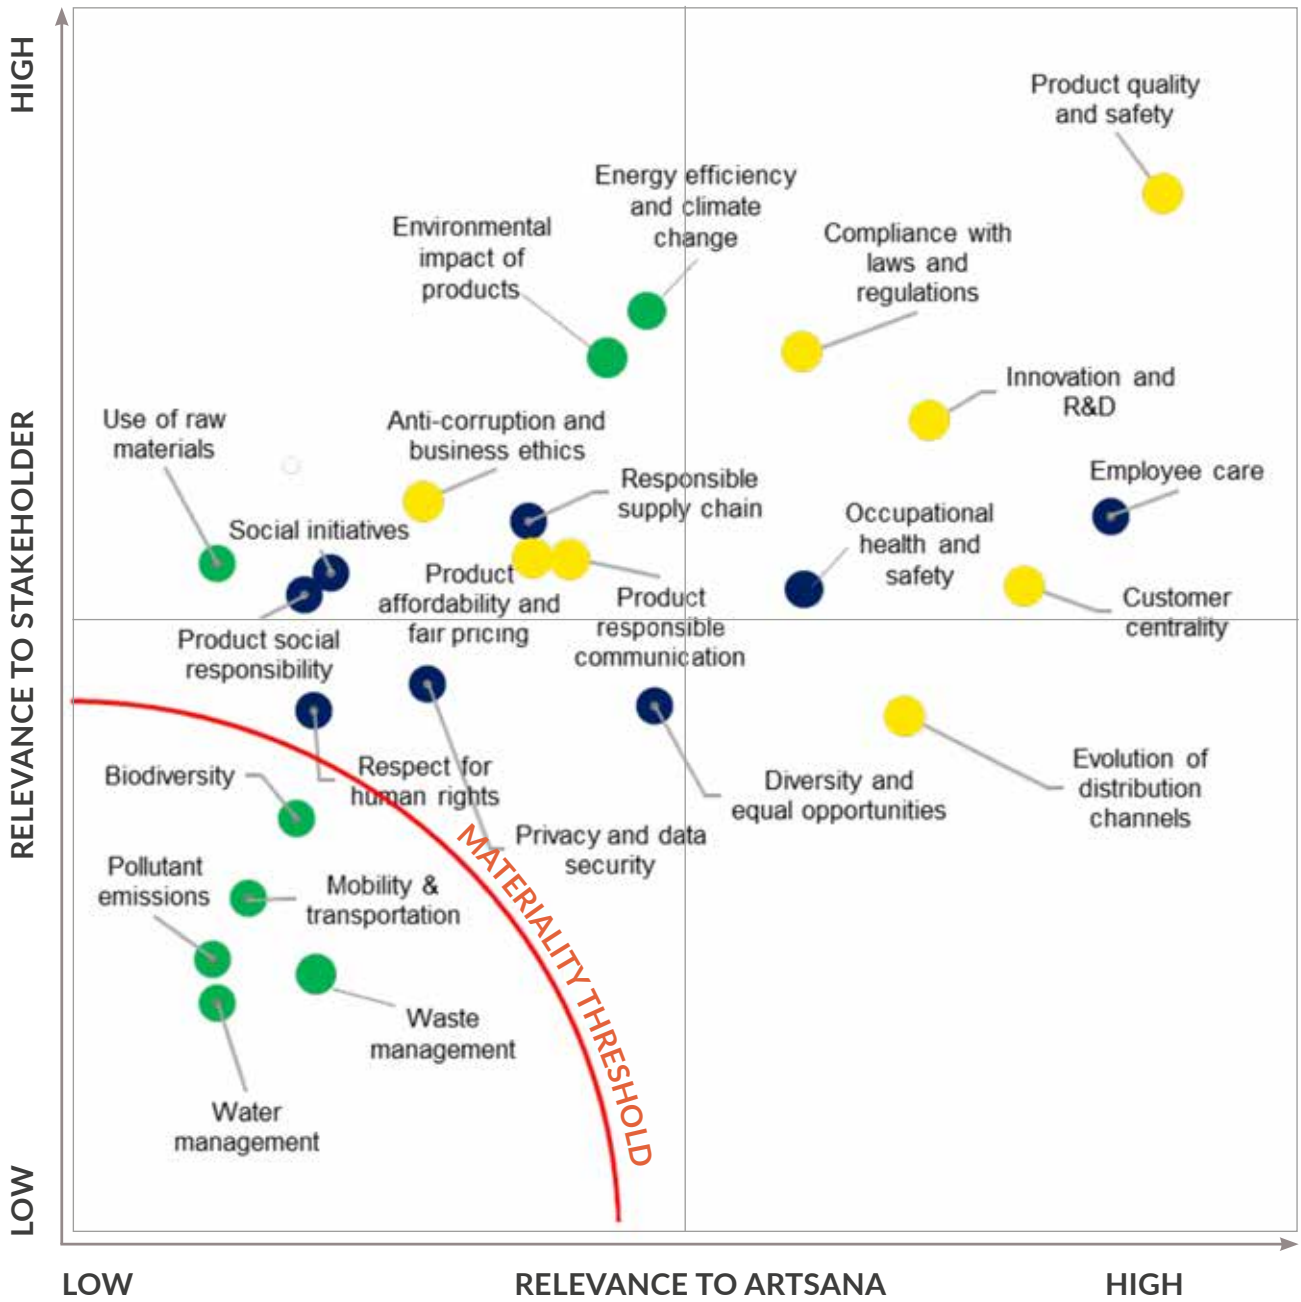 HIGH
RELEVANCE TO STAKEHOLDER
LOW
Product quality
and safety
Energy efficiency
and climate
change
Environmental
impact of
products
Compliance with
laws and
regulations
Innovation and
R&D
Use of raw
materials
Anti-corruption and
business ethics
Responsible
supply chain
Employee care
Social initiatives
Occupational
health and
safety
Product
affordability and
fair pricing
Product
responsible
communication
Customer
centrality
Product social
responsibility
Respect for
human rights
Biodiversity
Diversity and
equal opportunities
Evolution of
distribution
channels
Privacy and data
security
Pollutant
emissions
Mobility &
transportation
MATERIALITY THRESHOLD
Waste
management
Water
management
LOW
RELEVANCE TO ARTSANA
HIGH